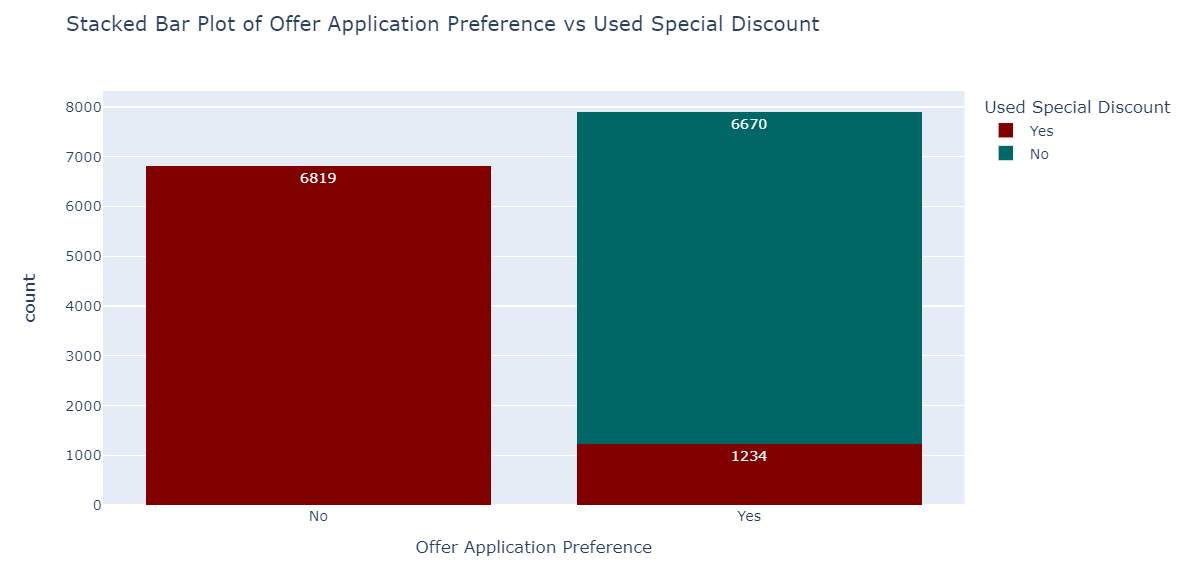 Stacked Bar Plot of Offer Application Preference vs Used Special Discount
Used Special Discount
Yes
No
count
8000
7000
6000
5000
4000
3000
2000
1000
0
6819
6670
1234
No
Yes
Offer Application Preference